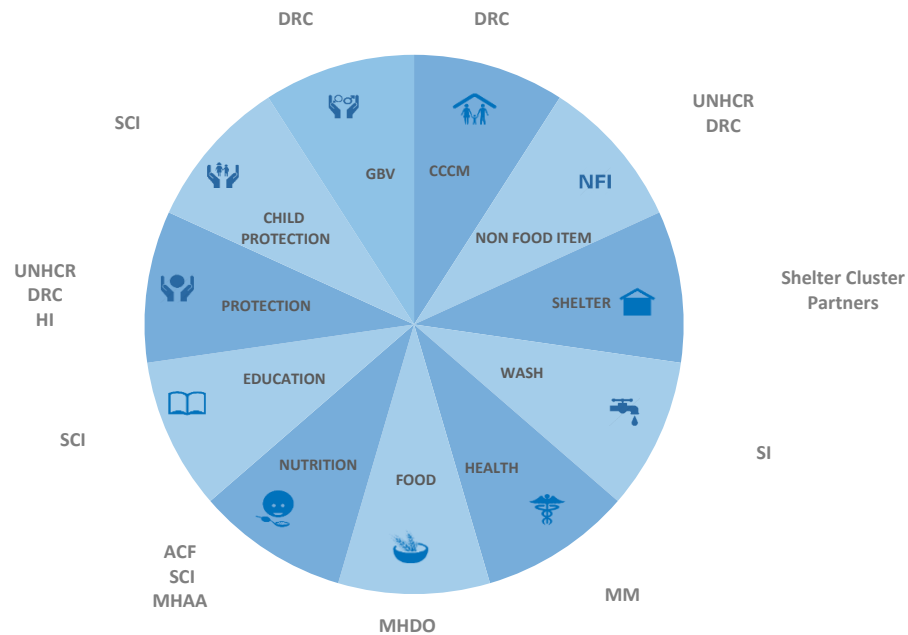 DRC
DRC
SCI
UNHCR
DRC
NFI
GBV
CCCM
CHILD
PROTECTION
NON FOOD ITEM
UNHCR
DRC
HI
PROTECTION
SHELTER
Shelter Cluster
Partners
EDUCATION
WASH
SCI
SI
NUTRITION
FOOD
HEALTH
ACF
SCI
MHAA
MHDO
MM